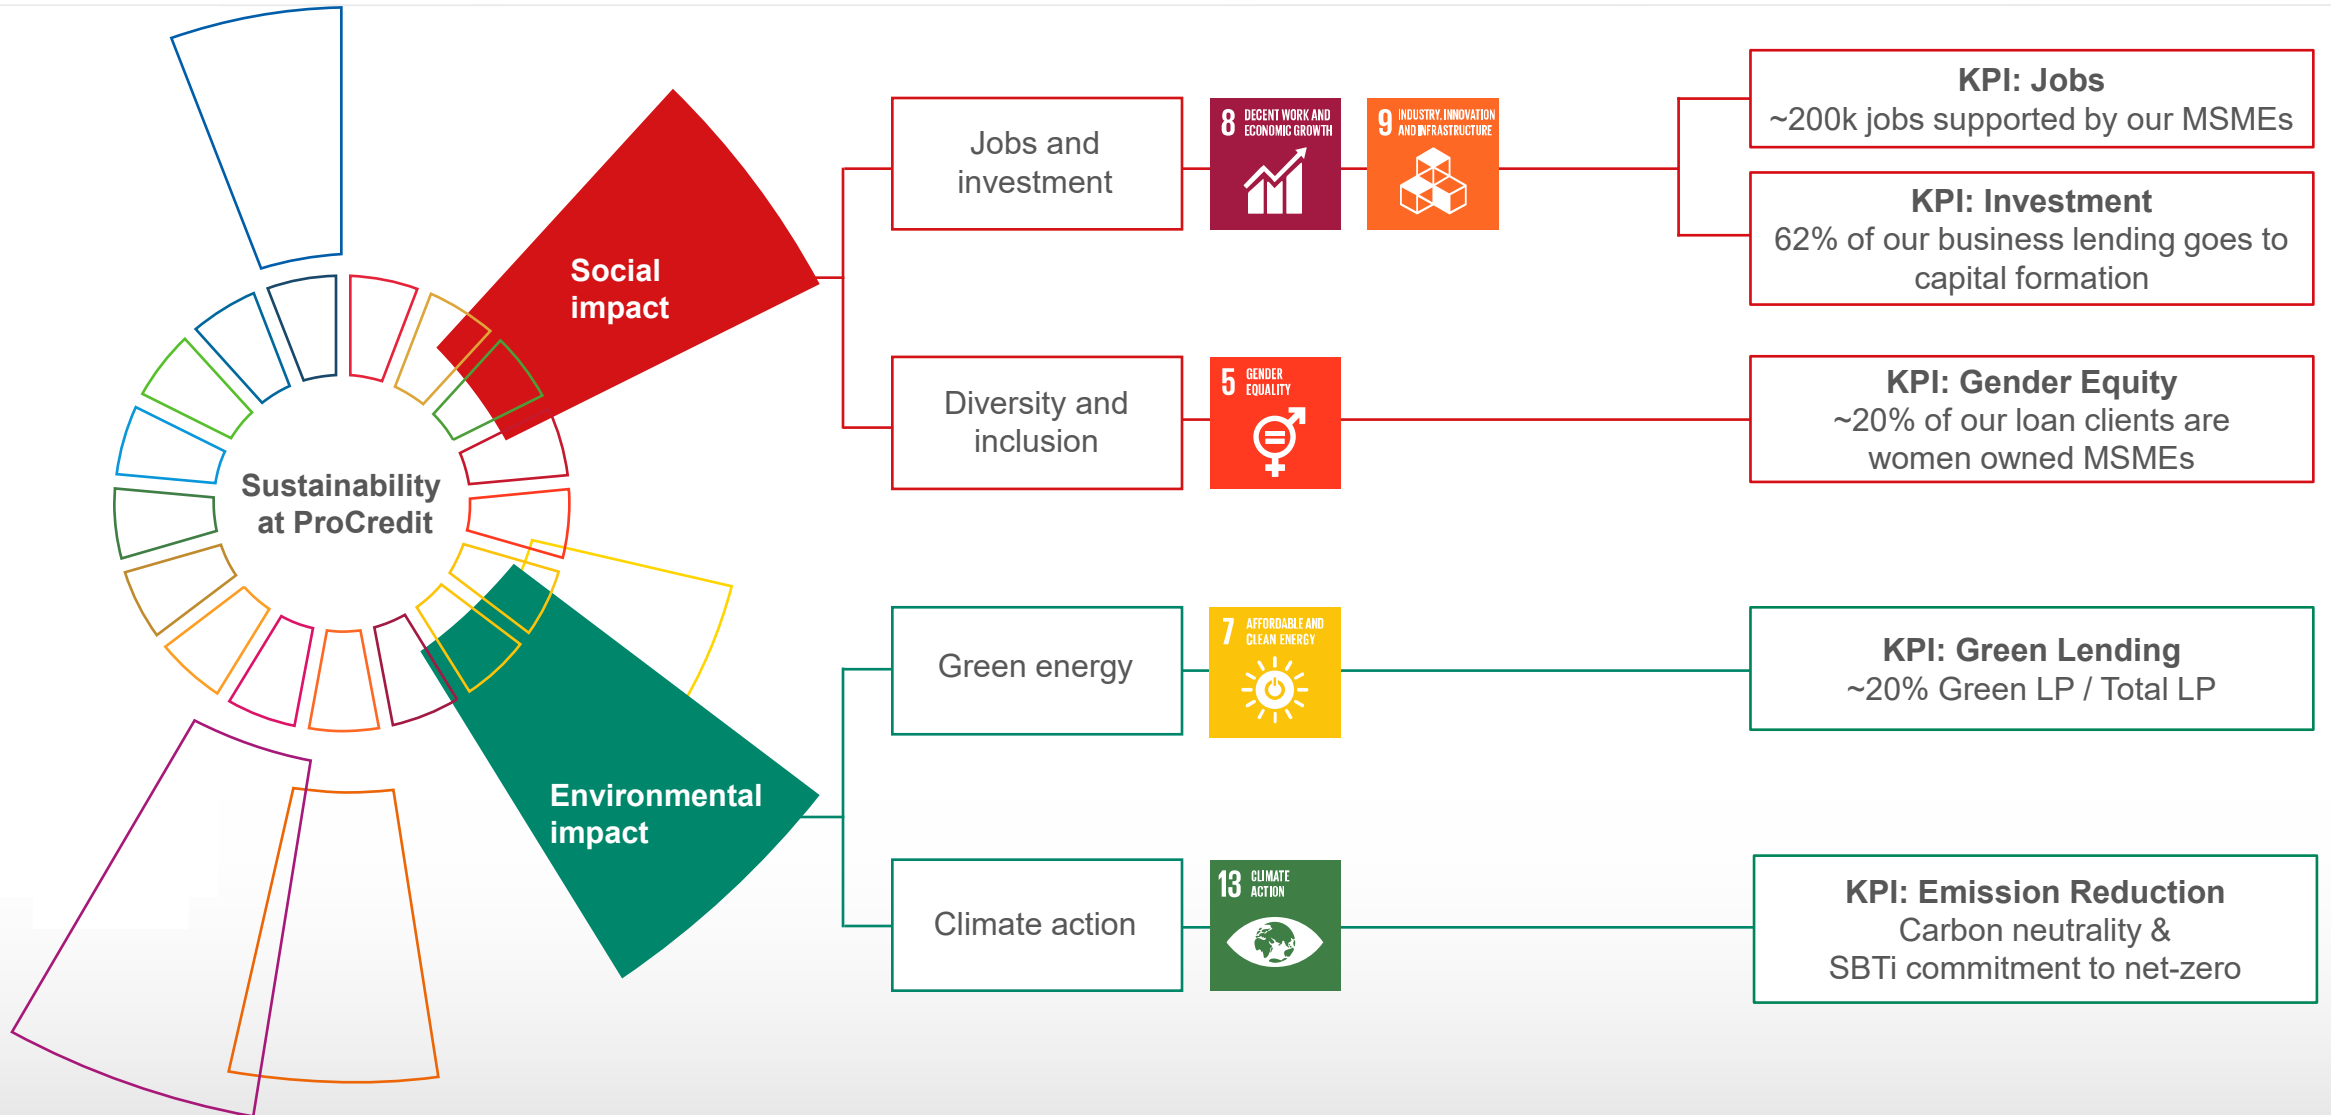 Sustainability
at ProCredit
Social
impact
Jobs and
investment
8 DECENT WORK AND
ECONOMIC GROWTH
9 INDUSTRY, INNOVATION
AND INFRASTRUCTURE
KPI: Jobs
~200k jobs supported by our MSMEs
KPI: Investment
62% of our business lending goes to
capital formation
Diversity and
inclusion
5 GENDER
EQUALITY
KPI: Gender Equity
~20% of our loan clients are
women owned MSMEs
Environmental
impact
Green energy
7 AFFORDABLE AND
CLEAN ENERGY
KPI: Green Lending
~20% Green LP / Total LP
Climate action
13 CLIMATE
ACTION
KPI: Emission Reduction
Carbon neutrality &
SBTi commitment to net-zero